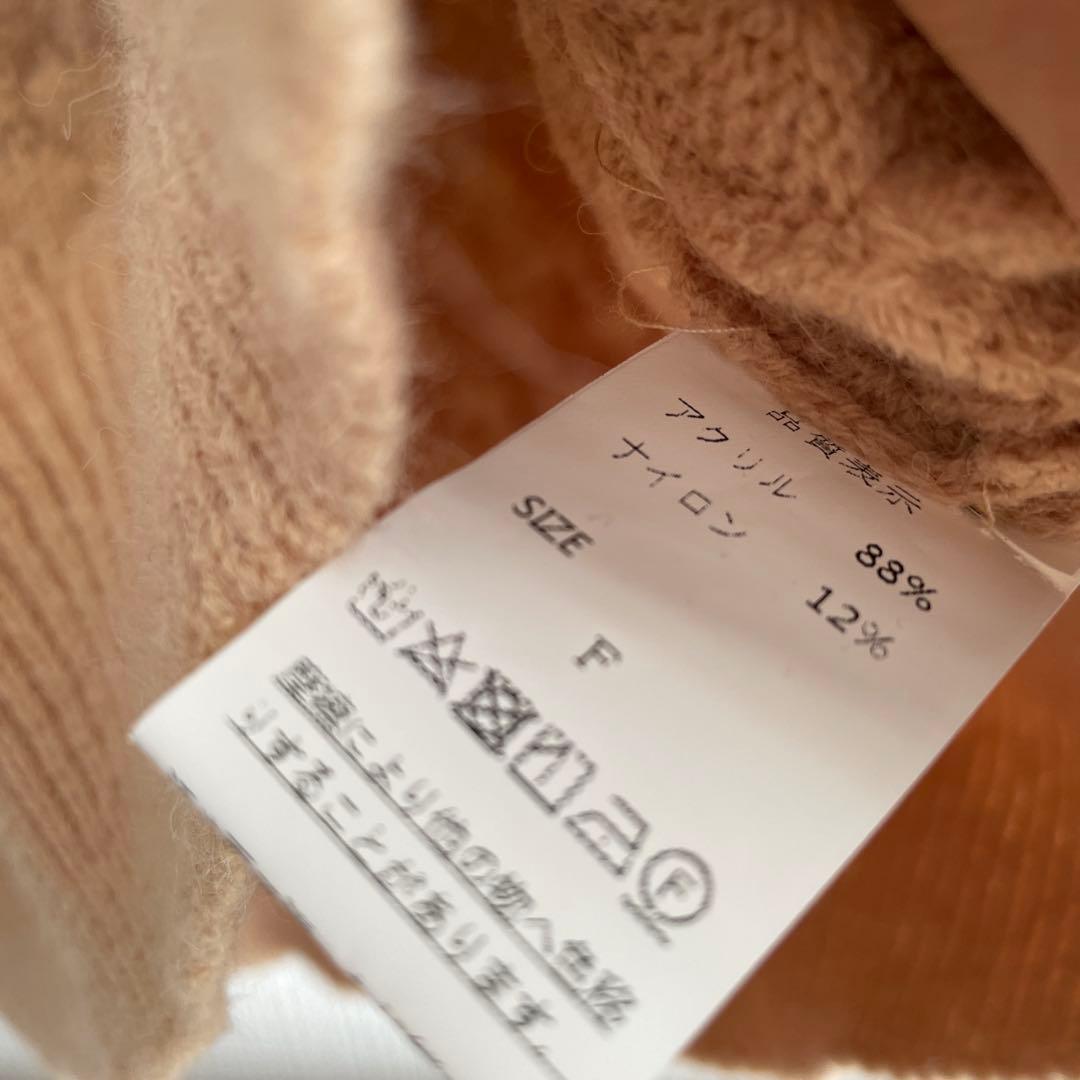 品質表示
アクリル 88%
ナイロン 12%
SIZE
F
F
摩擦により他の物へ色移
りすることがあります。